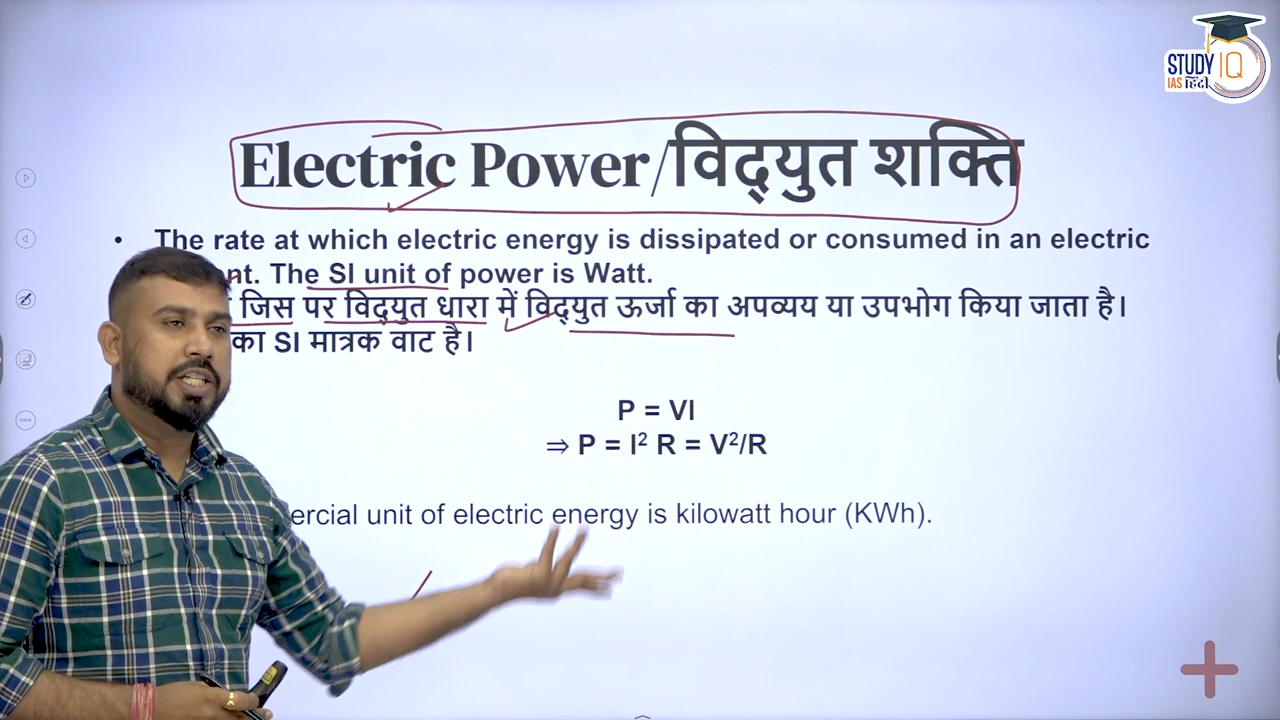 STUDY IQ
IAS हिंदी
Electric Power/विद्युत शक्ति
• The rate at which electric energy is dissipated or consumed in an electric
The SI unit of power is Watt.
जिस पर विद्युत धारा में विद्युत ऊर्जा का अपव्यय या उपभोग किया जाता है।
का SI मात्रक वाट है।
P = VI
⇒ P = I² R = V²/R
unit of electric energy is kilowatt hour (KWh).